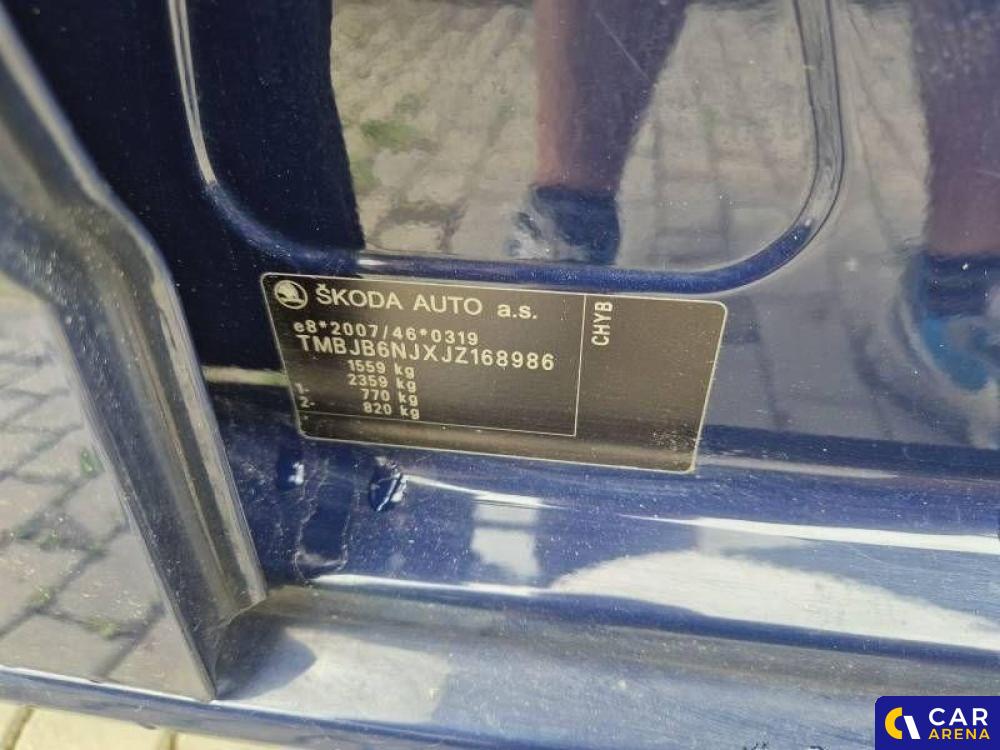 ŠKODA AUTO a.s.
e8*2007/46*0319
TMBJB6NJXJZ168986
1559 kg
2359 kg
1- 770 kg
2- 820 kg
CHYB
CAR
ARENA